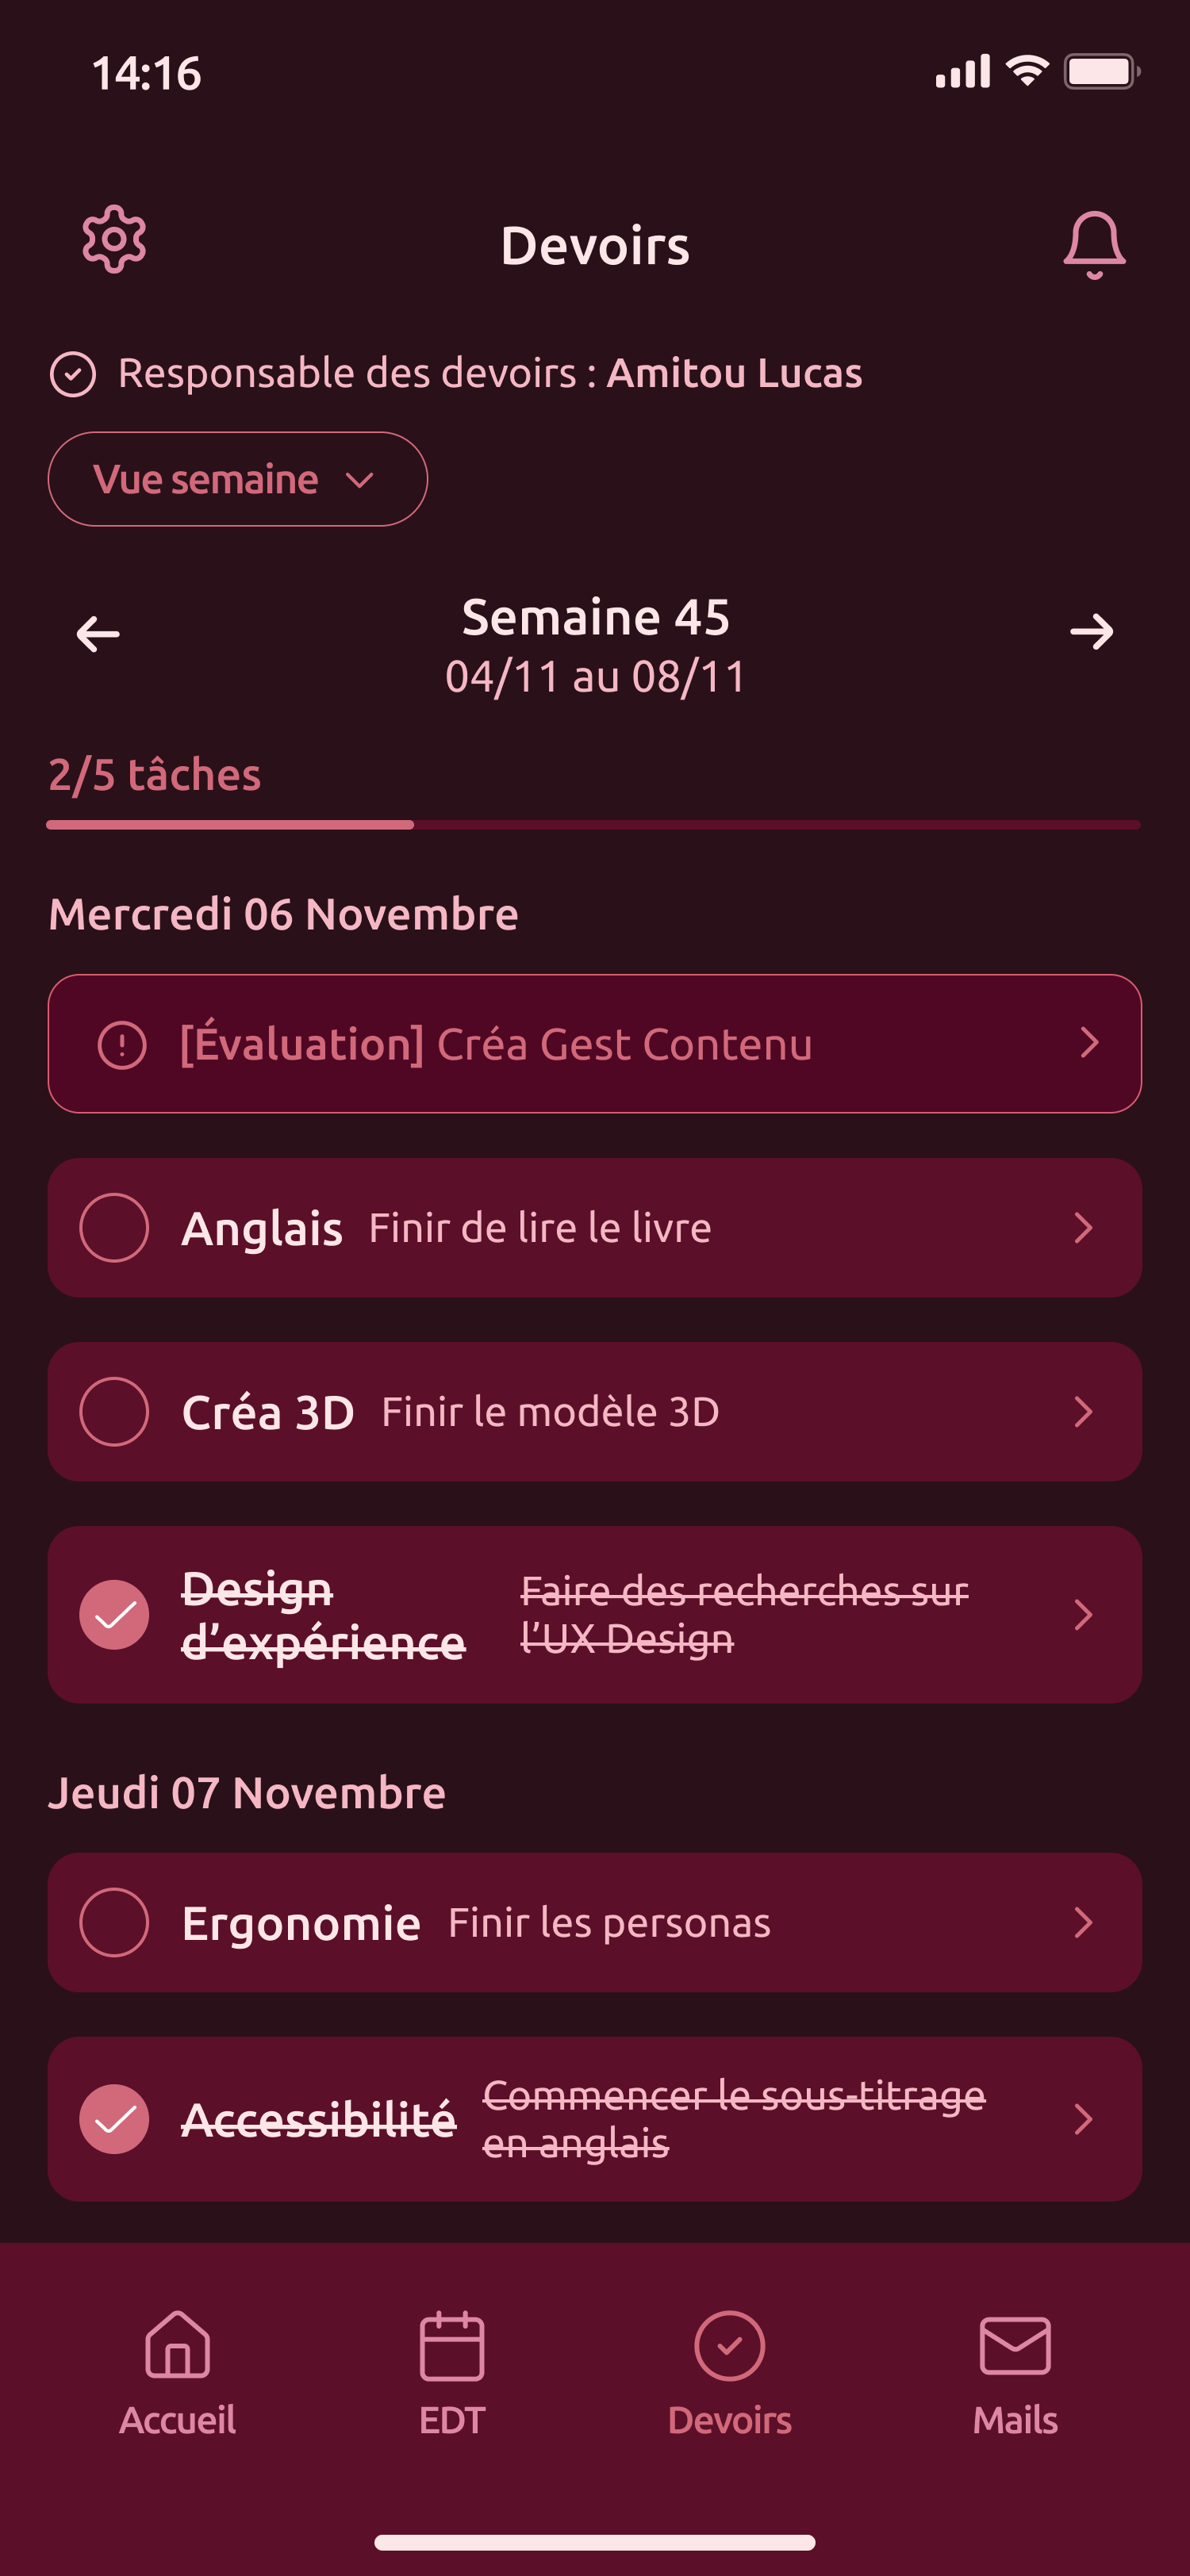 14:16
Devoirs
Responsable des devoirs : Amitou Lucas
Vue semaine
Semaine 45
04/11 au 08/11
2/5 tâches
Mercredi 06 Novembre
[Évaluation] Créa Gest Contenu
Anglais Finir de lire le livre
Créa 3D Finir le modèle 3D
Design
d’expérience
Faire des recherches sur
l’UX Design
Jeudi 07 Novembre
Ergonomie Finir les personas
Accessibilité
Commencer le sous-titrage
en anglais
Accueil EDT Devoirs Mails